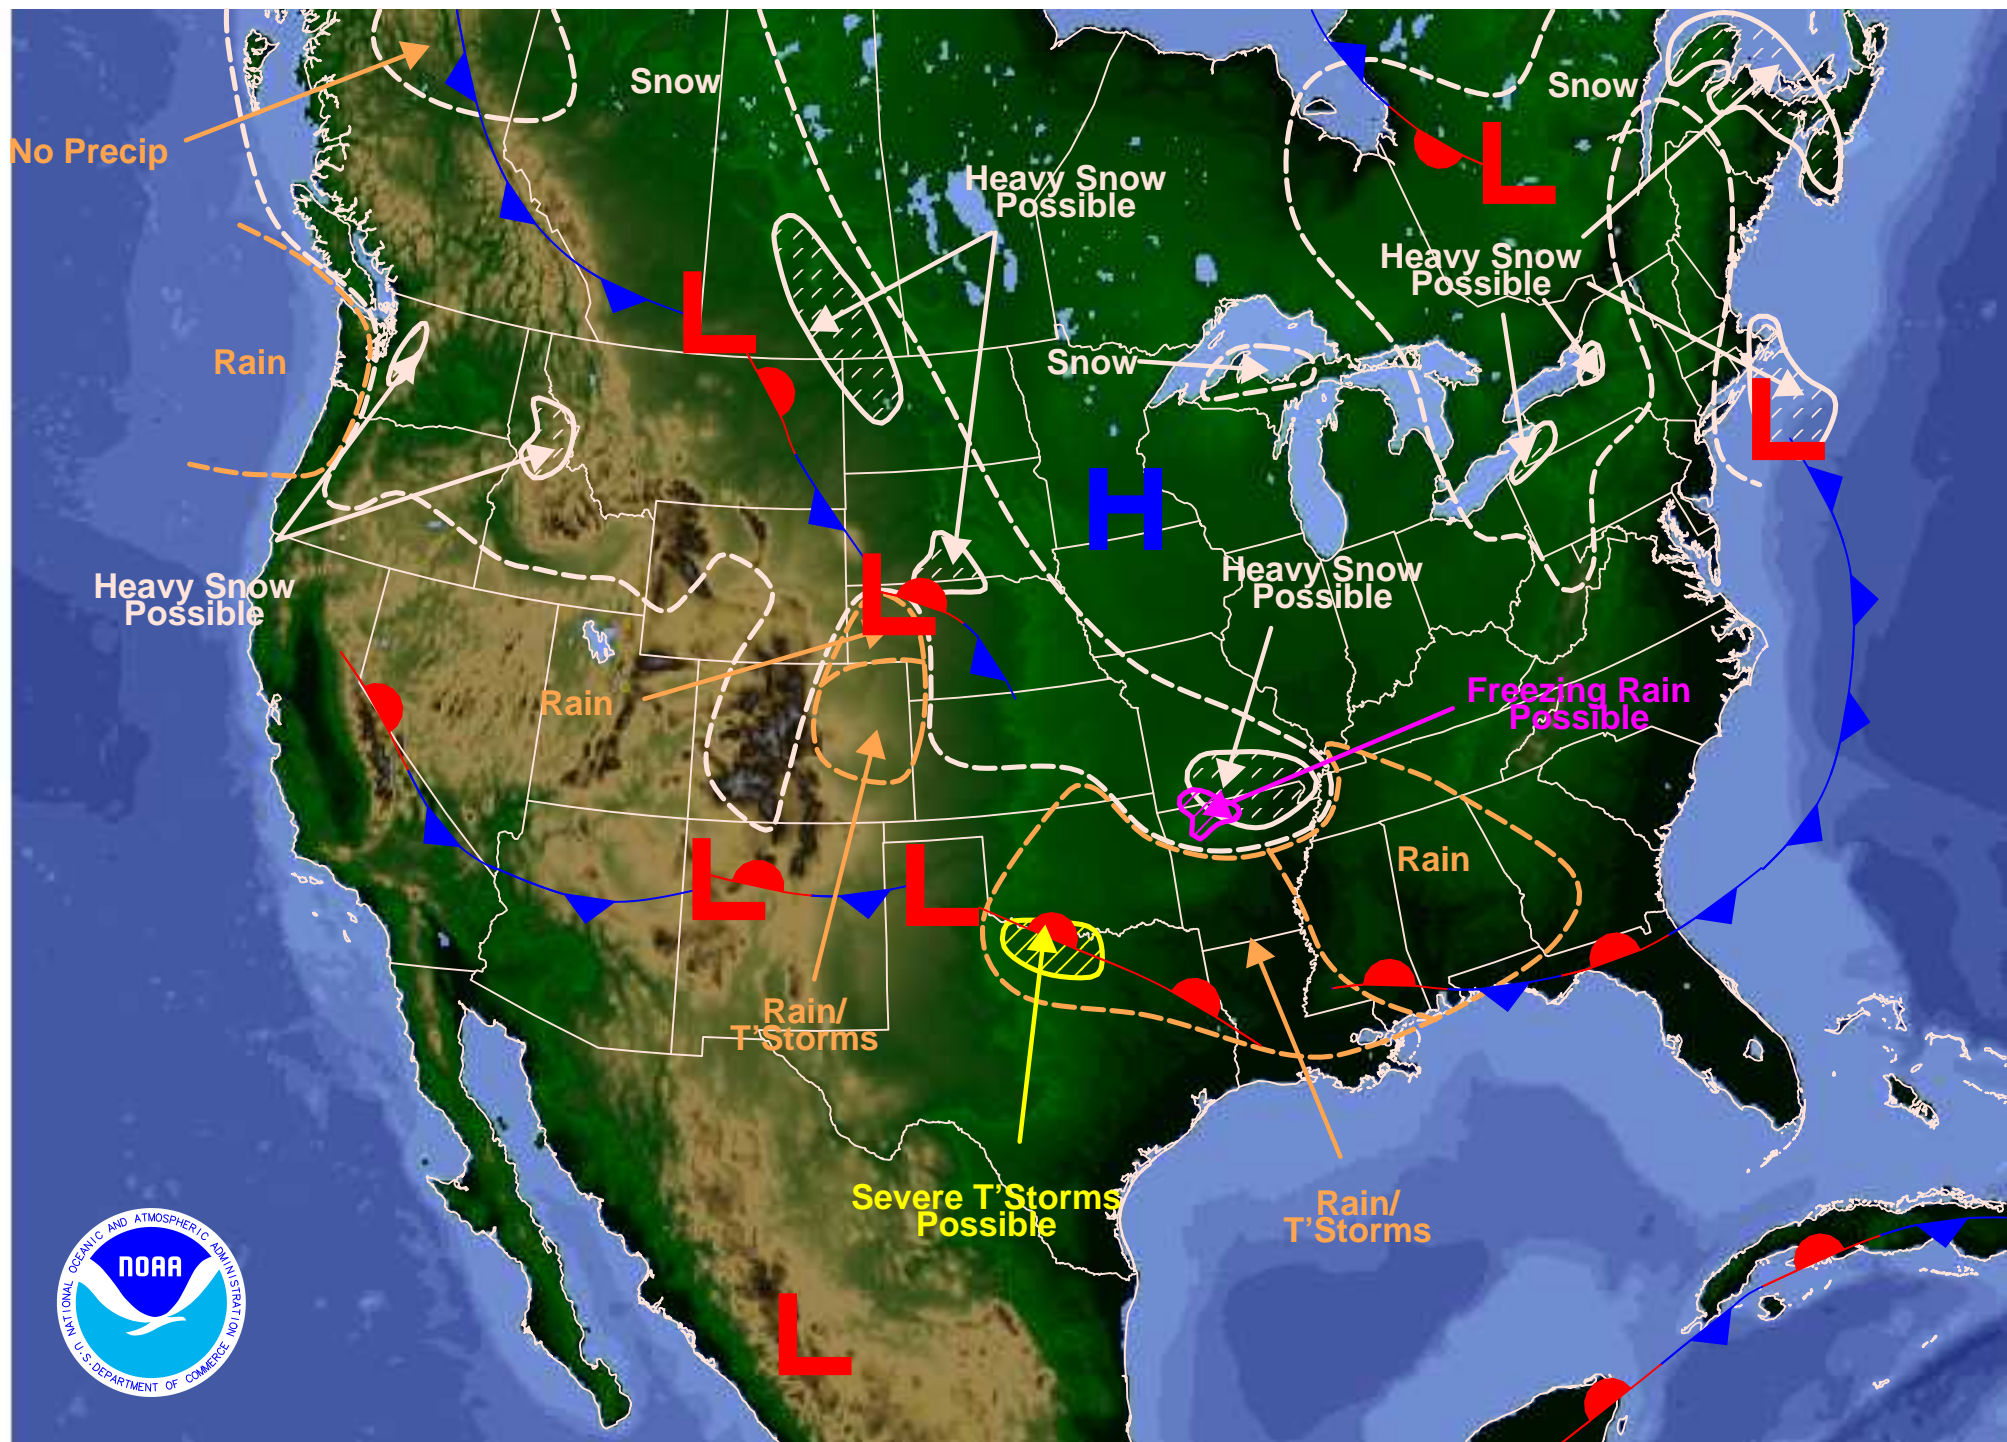 Snow
Snow
No Precip
Heavy Snow
Possible
Heavy Snow
Possible
Rain
Snow
H
Heavy Snow
Possible
Heavy Snow
Possible
Rain
Freezing Rain
Possible
Rain
Rain/
T'Storms
Severe T'Storms
Possible
Rain/
T'Storms
L
L
L
L
L
L
L
NATIONAL OCEANIC AND ATMOSPHERIC ADMINISTRATION
NOAA
U.S. DEPARTMENT OF COMMERCE